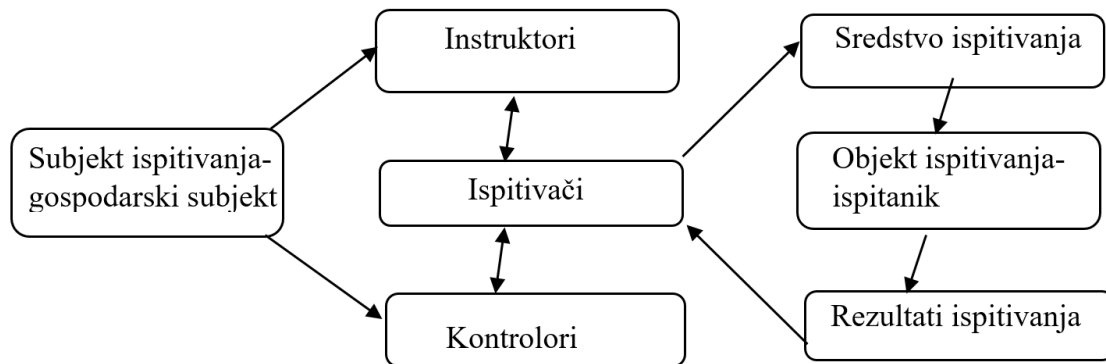 Instruktori
Sredstvo ispitivanja
Subjekt ispitivanja-
gospodarski subjekt
Ispitivači
Objekt ispitivanja-
ispitanik
Kontrolori
Rezultati ispitivanja